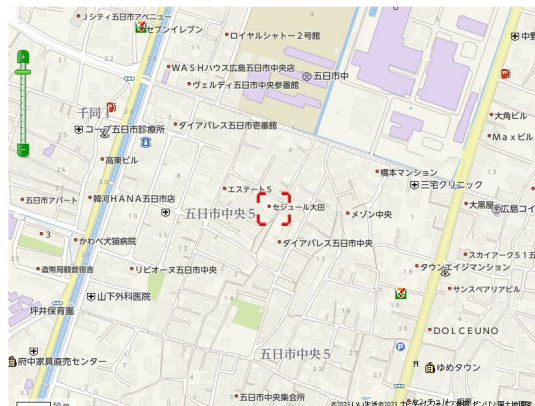 Jシティ五日市アベニュー
セブンイレブン
ロイヤルシャトー2号館
WASHハウス広島五日市中央店
五日市中
ヴェルディ五日市中央参番館
千同1
大角ビル
ダイアパレス五日市壱番館
コープ五日市診療所
Maxビル
高東ビル
橋本マンション
三宅クリニック
エステート5
五日市アパート
韓河HANA五日市店
セジュール大田
五日市中央5
メゾン中央
大黒屋
広島コイ
3
かわべ犬猫病院
ダイアパレス五日市中央
スカイアーク515
造幣局観音宿舎
リビオーヌ五日市中央
タウンエイジマンション
サンスペアリアビル
山下外科医院
坪井保育園
DOLCEUNO
五日市中央5
府中家具直売センター
ゆめタウン
五日市中央集会所
50m